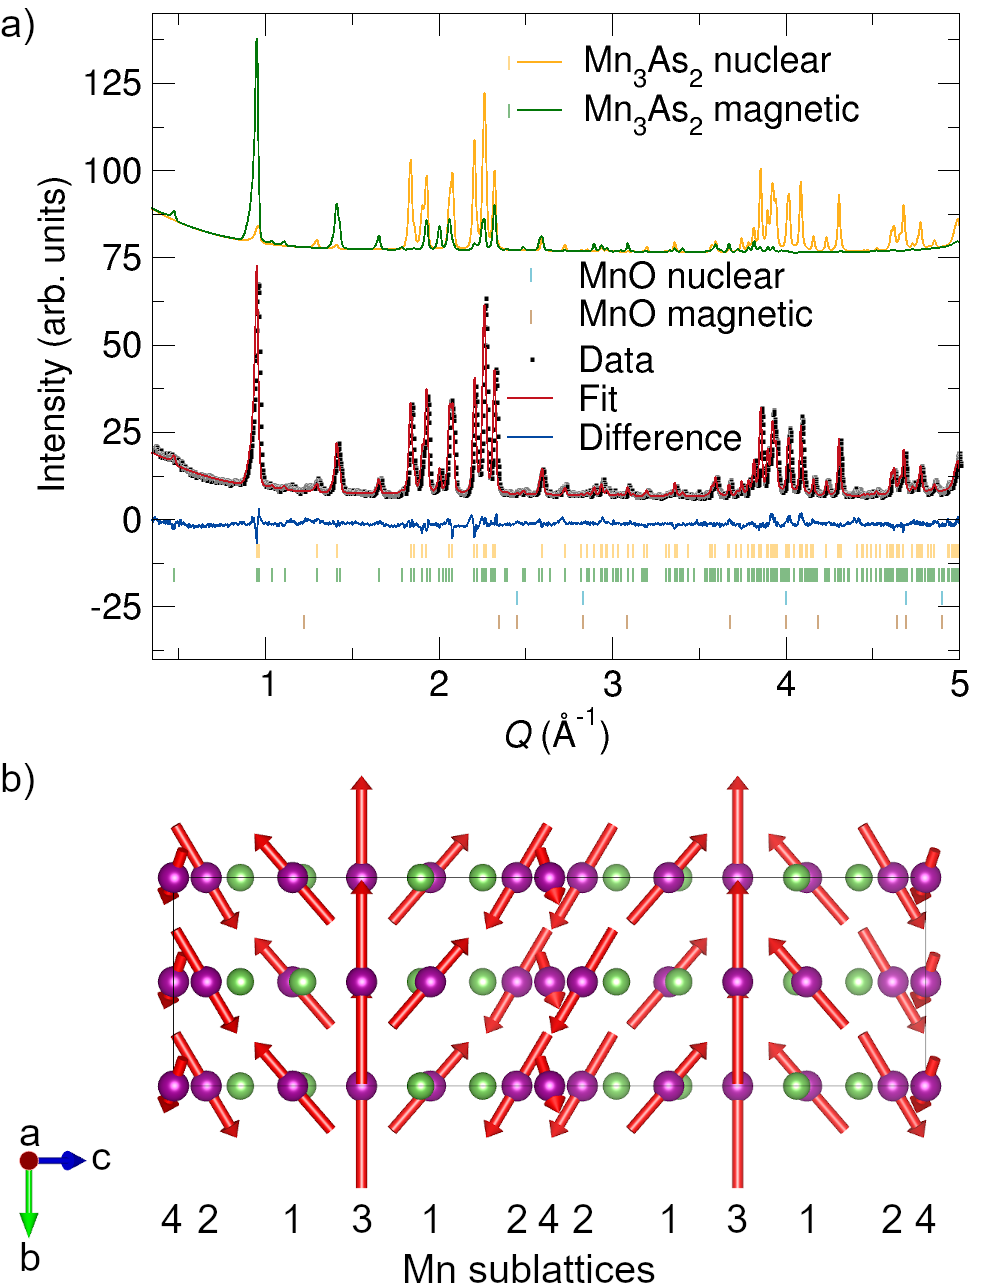 a)
Mn3As2 nuclear
Mn3As2 magnetic
MnO nuclear
MnO magnetic
Data
Fit
Difference
125
100
75
50
25
0
-25
Intensity (arb. units)
1 2 3 4 5
Q (Å-1)
b)
a
c
b
4 2 1 3 1 2 4 2 1 3 1 2 4
Mn sublattices